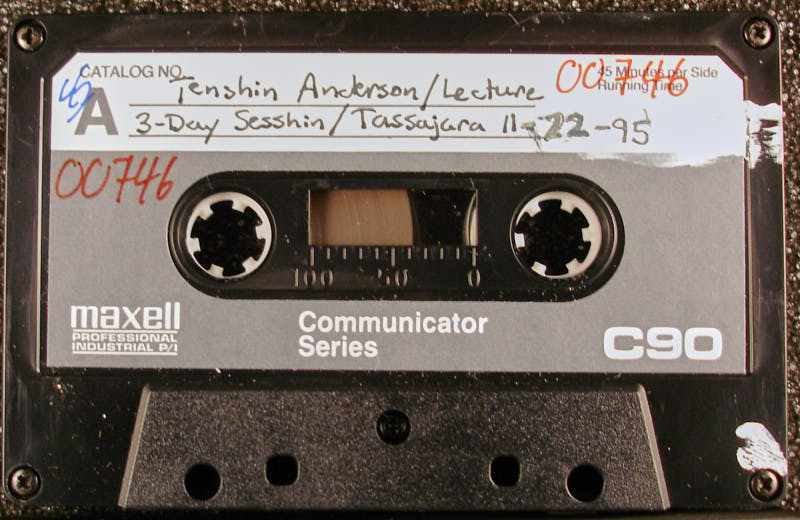 CATALOG NO.
45 Minutes per Side
Running Time
00746
45
A
Tenshin Anderson/Lecture
3-Day Sesshin/Tassajara 11-22-95
00746
100 50 0
maxell
PROFESSIONAL
INDUSTRIAL P/I
Communicator
Series
C90